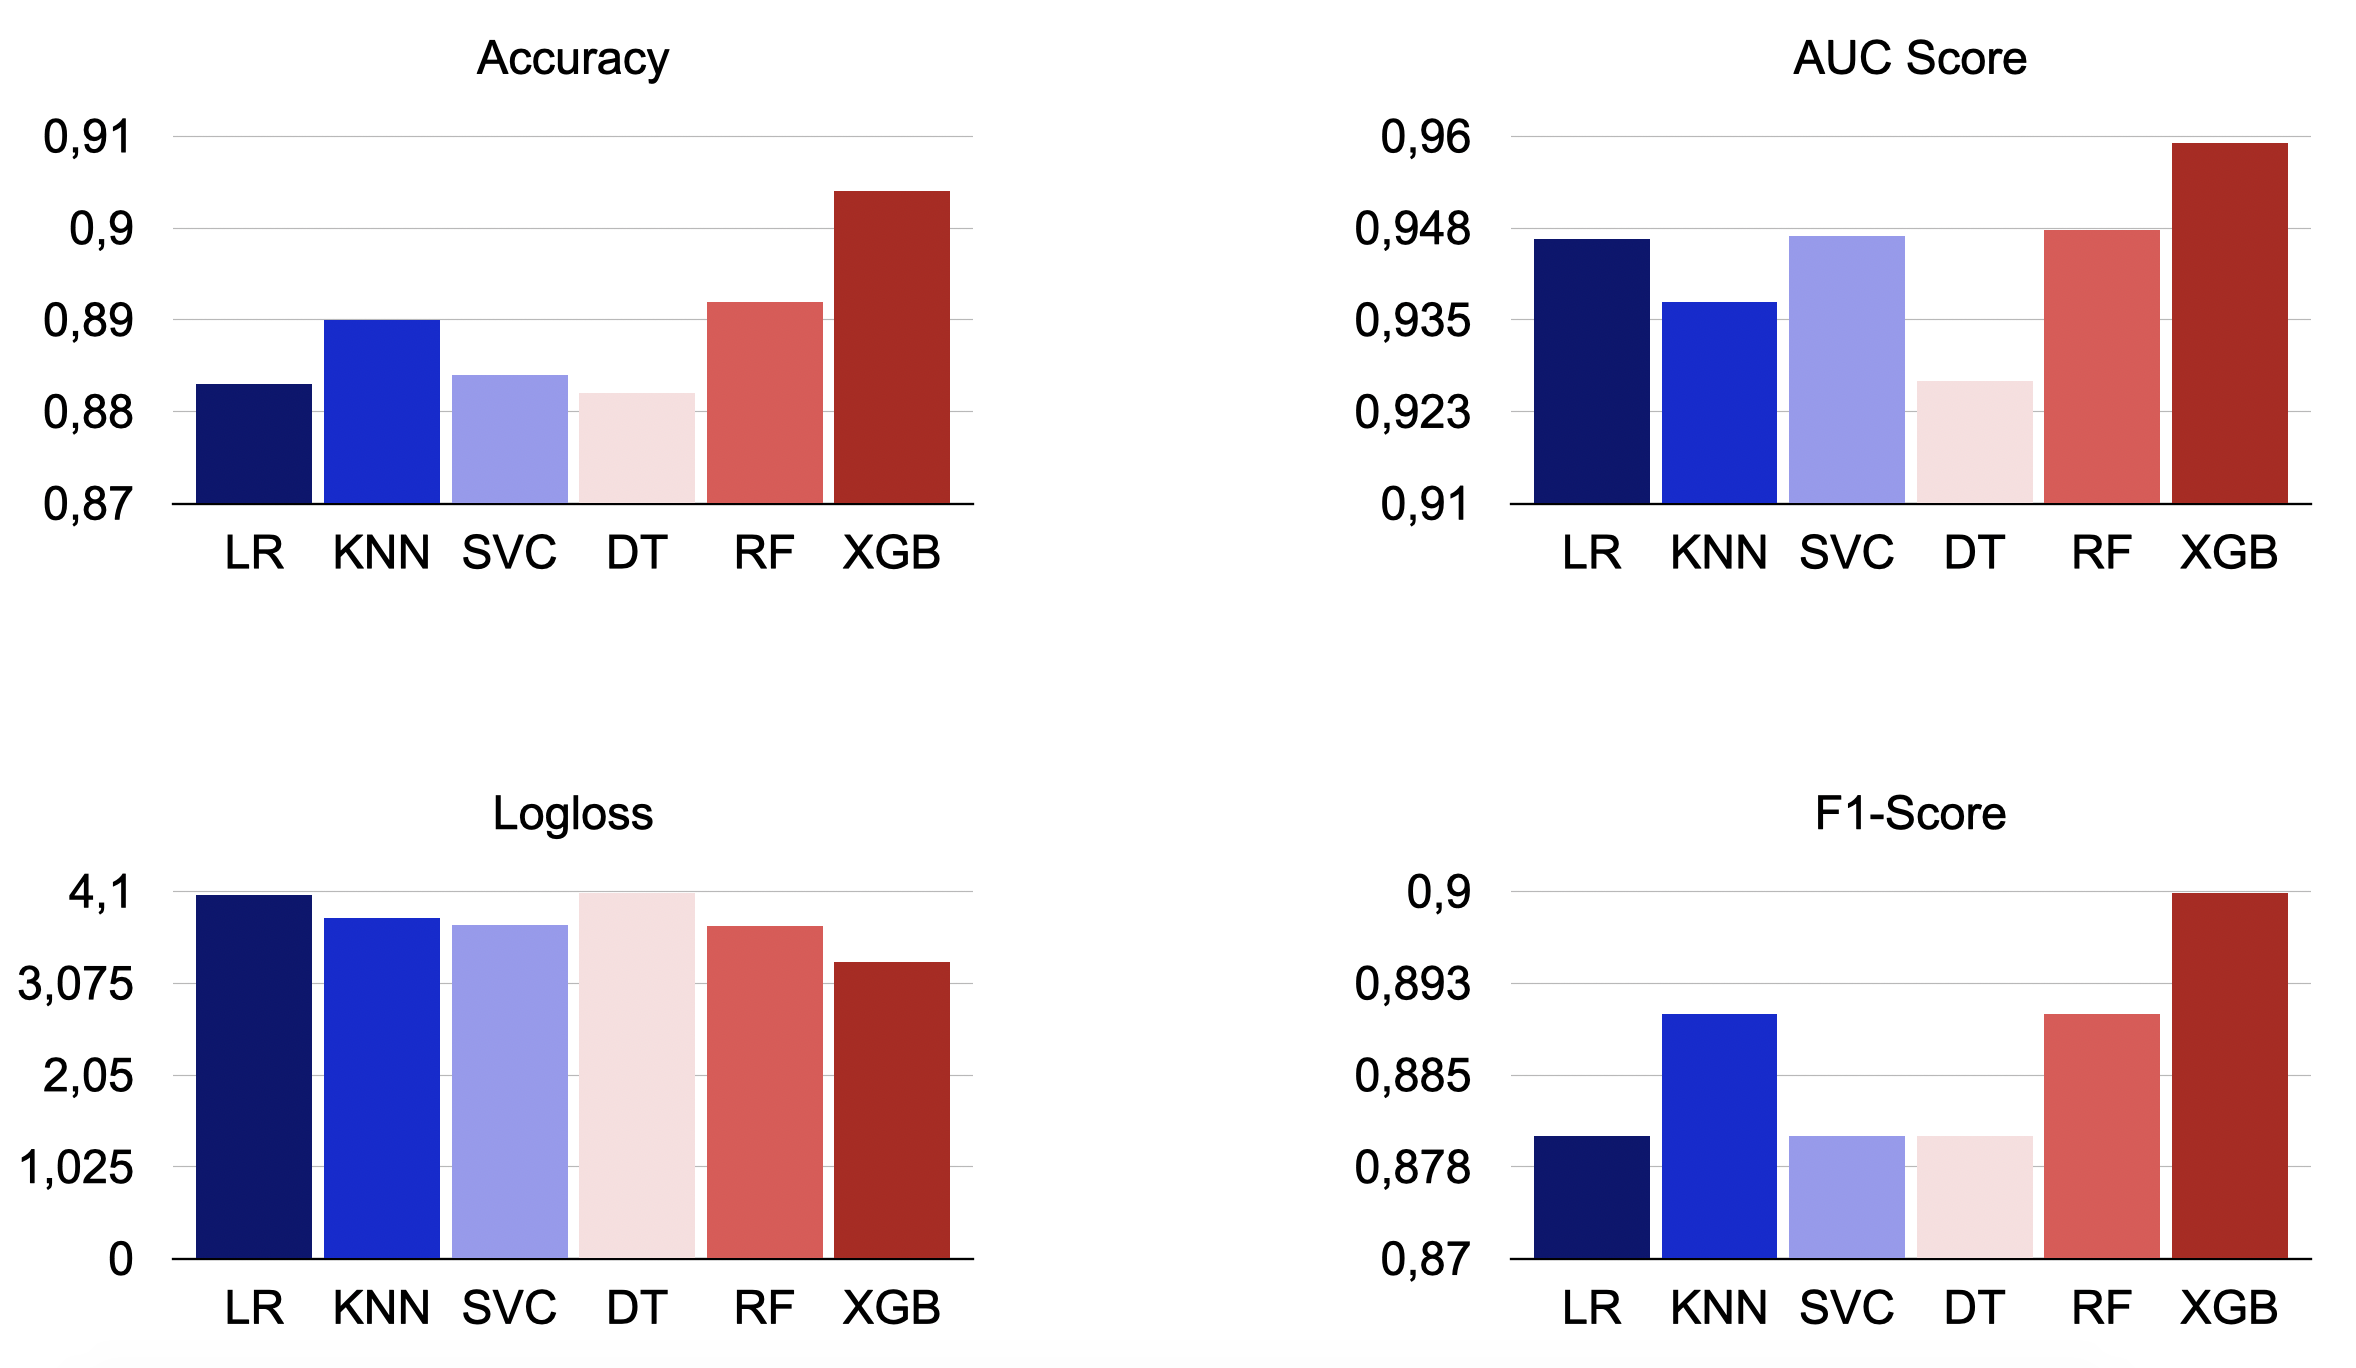 Accuracy
0,91
0,9
0,89
0,88
0,87
LR KNN SVC DT RF XGB
AUC Score
0,96
0,948
0,935
0,923
0,91
LR KNN SVC DT RF XGB
Logloss
4,1
3,075
2,05
1,025
0
LR KNN SVC DT RF XGB
F1-Score
0,9
0,893
0,885
0,878
0,87
LR KNN SVC DT RF XGB